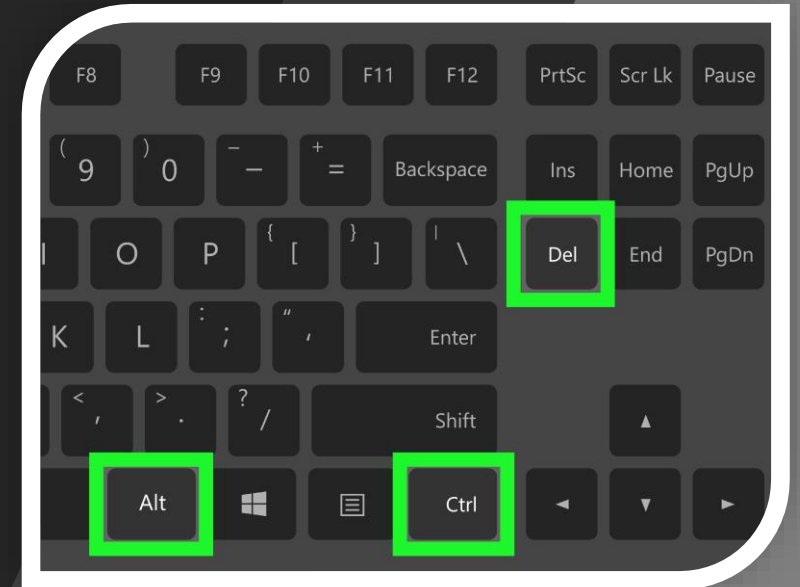 F8 F9 F10 F11 F12 PrtSc Scr Lk Pause
( 9 ) 0 _ - + = Backspace Ins Home PgUp
I O P { [ } ] | \ Del End PgDn
K L : ; " ' Enter
< , > . ? / Shift
Alt Ctrl